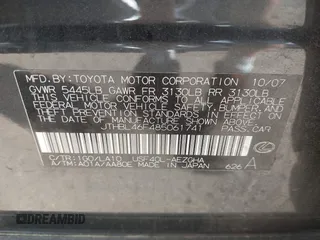 MFD.BY:TOYOTA MOTOR CORPORATION 10/07
GVWR 5445LB GAWR FR 3130LB RR 3130LB
THIS VEHICLE CONFORMS TO ALL APPLICABLE
FEDERAL MOTOR VEHICLE SAFETY, BUMPER, AND
THEFT PREVENTION STANDARDS IN EFFECT ON
THE DATE OF MANUFACTURE SHOWN ABOVE.
JTHBL46F485061741
PASS.CAR
C/TR:1G0/LA10 USF40L-AEZGHA
A/TM:A01A/AA80E MADE IN JAPAN 626 A
DREAMBID